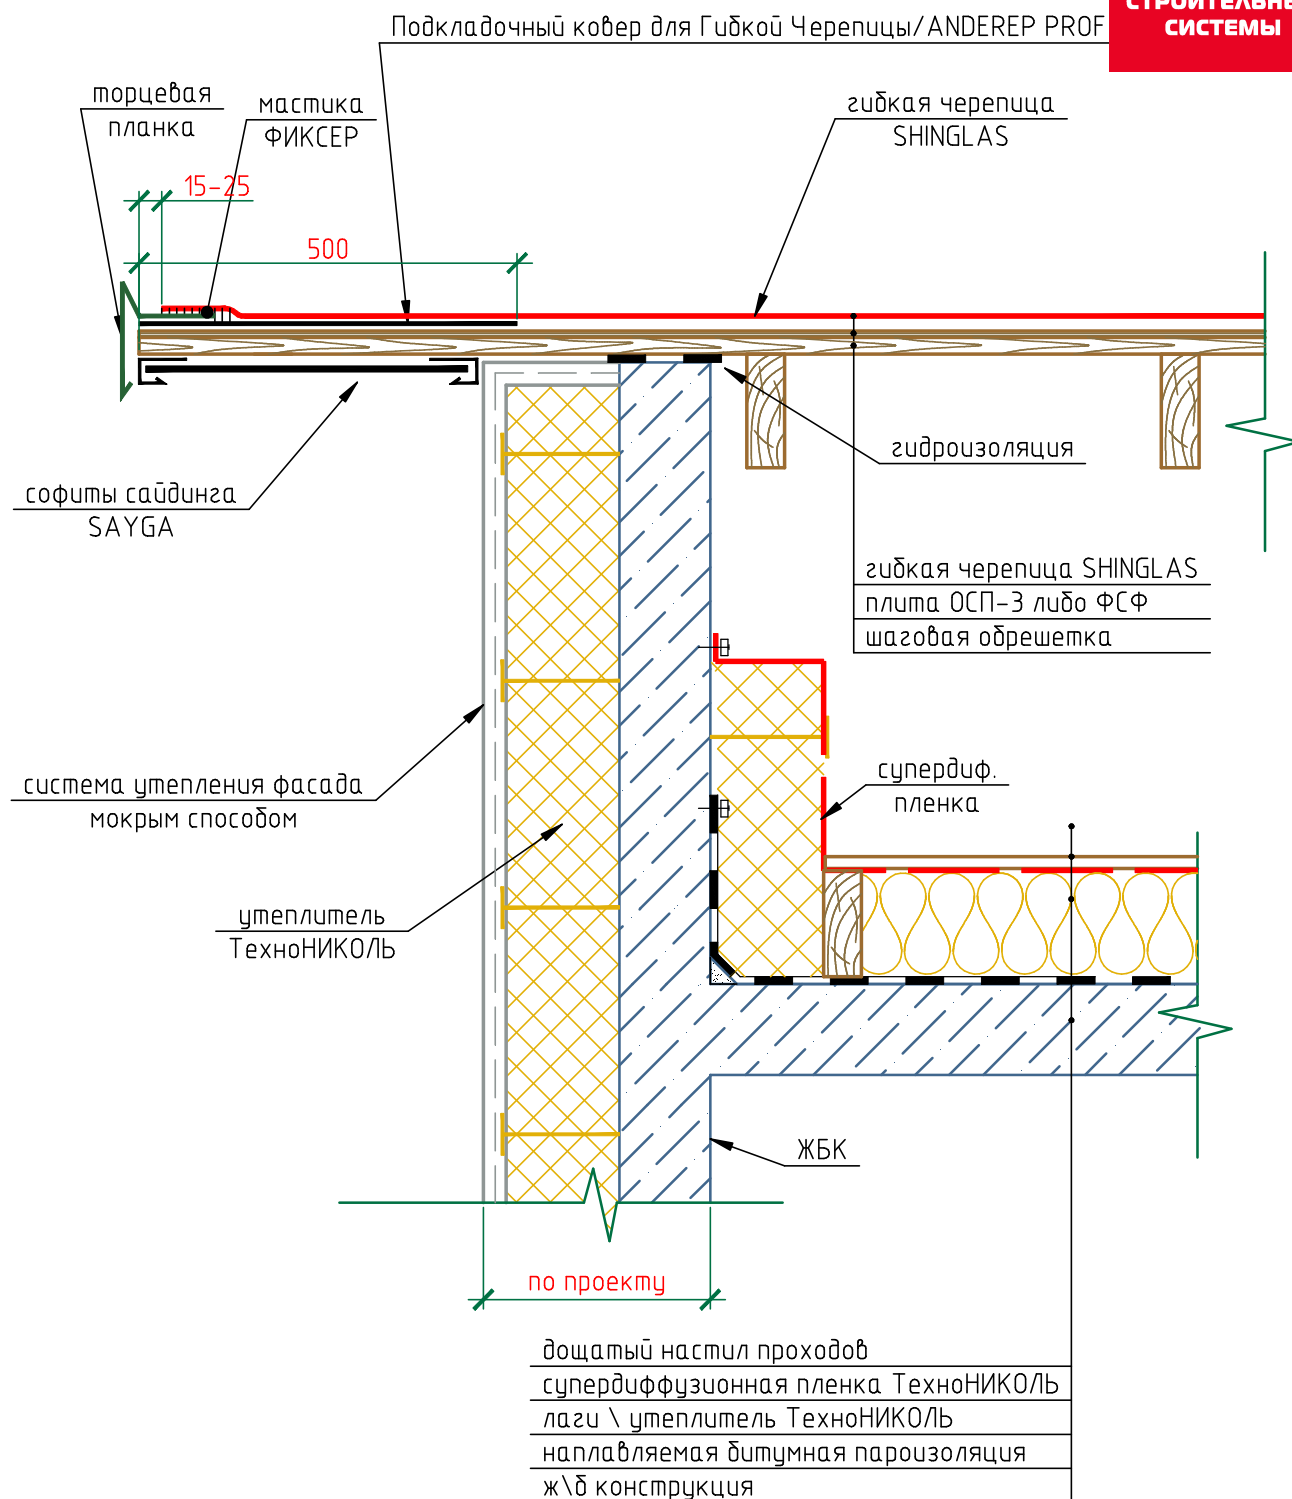 СТРОИТЕЛЬНЫЕ
СИСТЕМЫ
Подкладочный ковер для Гибкой Черепицы/ANDEREP PROF
торцевая
планка
мастика
ФИКСЕР
гибкая черепица
SHINGLAS
15-25
500
гидроизоляция
софиты сайдинга
SAYGA
гибкая черепица SHINGLAS
плита ОСП-3 либо ФСФ
шаговая обрешетка
система утепления фасада
мокрым способом
супердиф.
пленка
утеплитель
ТехноНИКОЛЬ
ЖБК
по проекту
дощатый настил проходов
супердиффузионная пленка ТехноНИКОЛЬ
лаги \ утеплитель ТехноНИКОЛЬ
наплавляемая битумная пароизоляция
ж\б конструкция